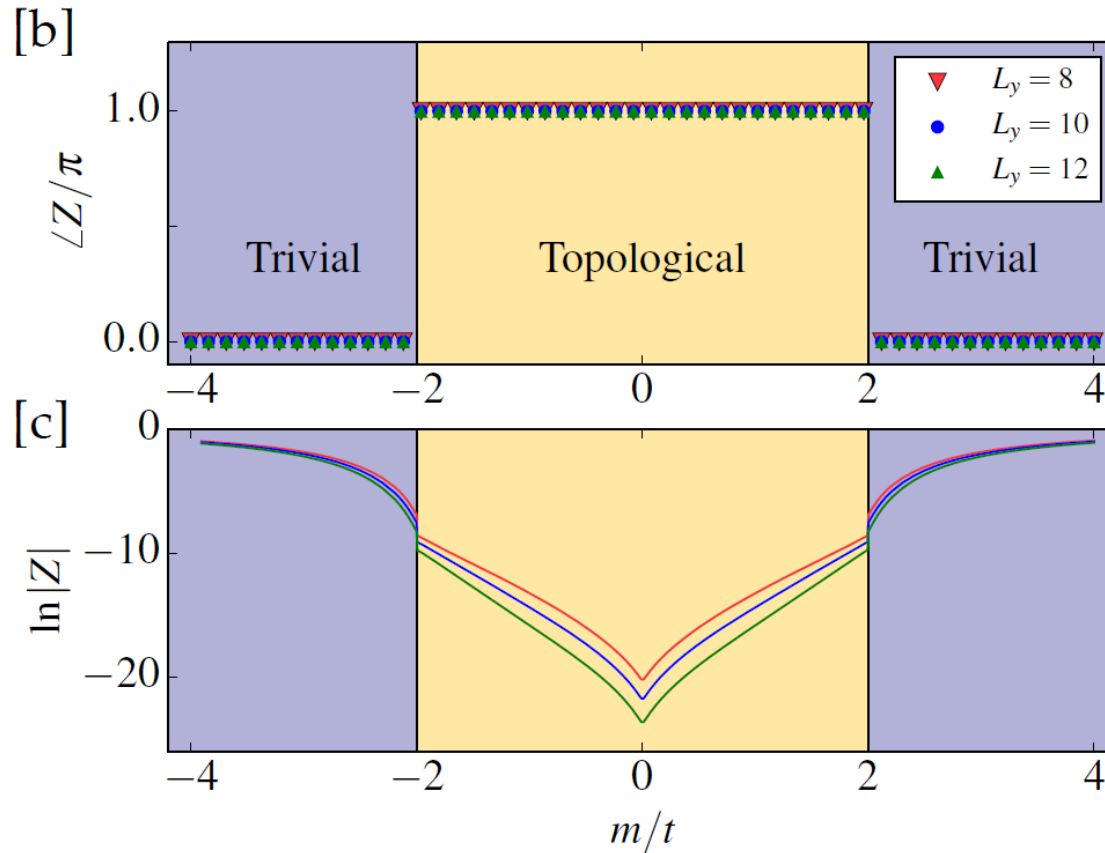 [b]
∠Z/π
1.0
0.0
L_y = 8
L_y = 10
L_y = 12
Trivial
Topological
Trivial
−4
−2
0
2
4
[c]
ln|Z|
0
−10
−20
−4
−2
0
2
4
m/t